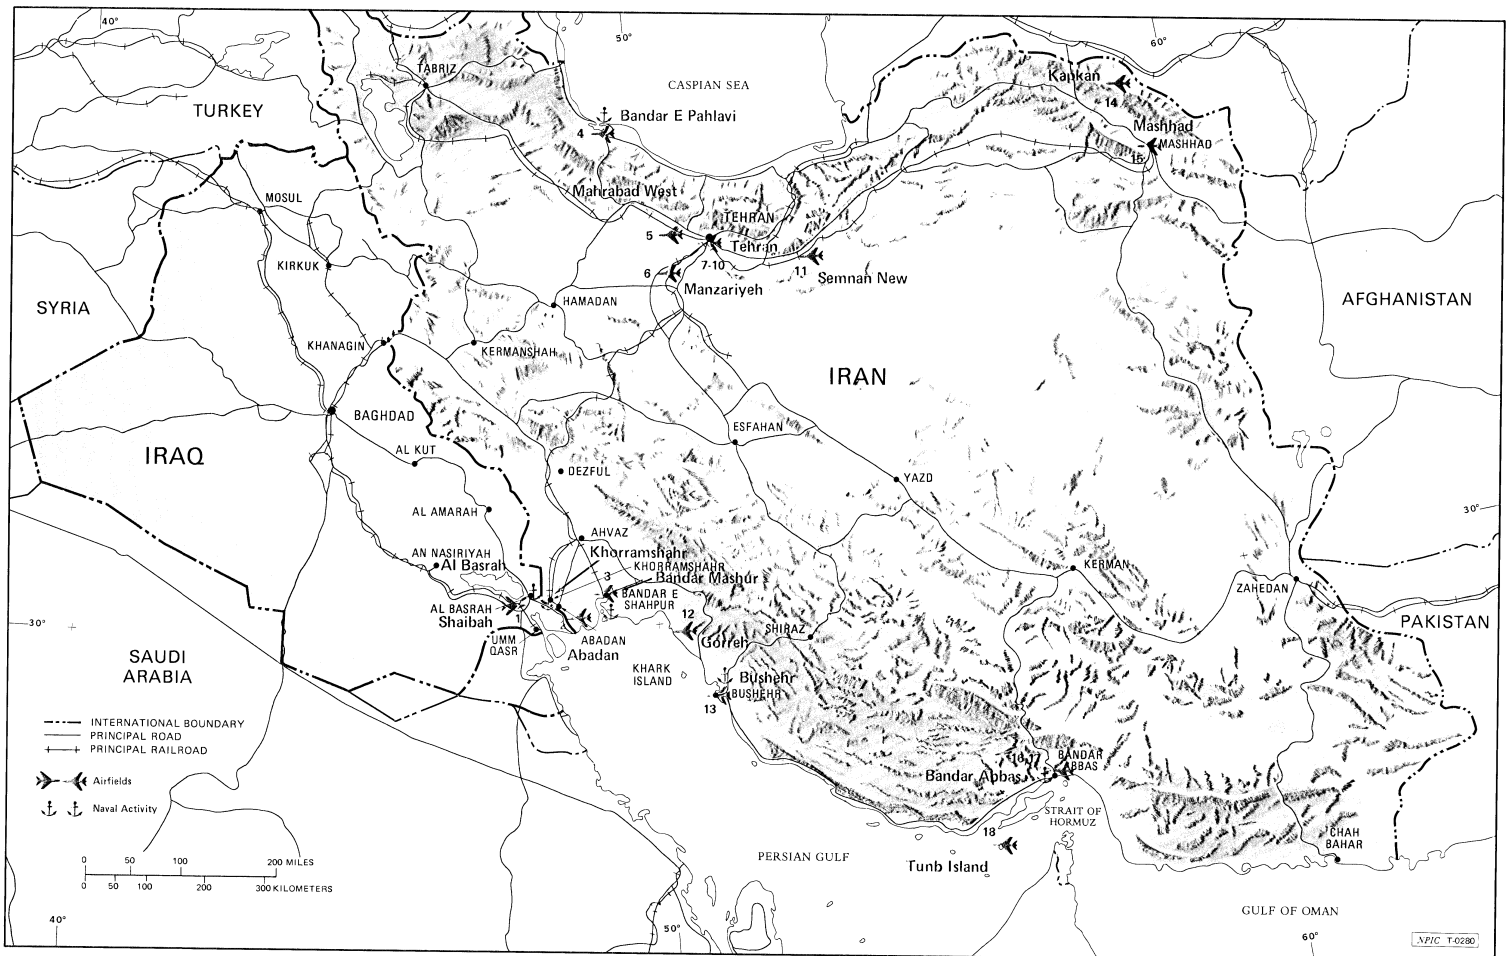 40°
50°
60°
TABRIZ
CASPIAN SEA
Kapkan
14
TURKEY
Bandar E Pahlavi
4
Mashhad
MASHHAD
15
MOSUL
Mahrabad West
TEHRAN
5
Tehran
KIRKUK
7-10
11
6
Semnan New
Manzariyeh
SYRIA
HAMADAN
AFGHANISTAN
KHANAGIN
KERMANSHAH
IRAN
BAGHDAD
ESFAHAN
IRAQ
AL KUT
DEZFUL
YAZD
AL AMARAH
30°
AHVAZ
AN NASIRIYAH
Al Basrah
Khorramshahr
KHORRAMSHAHR
KERMAN
3
Bandar Mashur
ZAHEDAN
BANDAR E
SHAHPUR
AL BASRAH
Shaibah
1
12
30°
SHIRAZ
PAKISTAN
UMM
QASR
ABADAN
Abadan
Gorreh
SAUDI
ARABIA
KHARK
ISLAND
Bushehr
BUSHEHR
13
INTERNATIONAL BOUNDARY
PRINCIPAL ROAD
PRINCIPAL RAILROAD
16-17
BANDAR
ABBAS
Bandar Abbas
Airfields
Naval Activity
STRAIT OF
HORMUZ
18
CHAH
BAHAR
0 50 100 200 MILES
PERSIAN GULF
Tunb Island
0 50 100 200 300 KILOMETERS
GULF OF OMAN
40°
50°
60°
NPIC T-0280